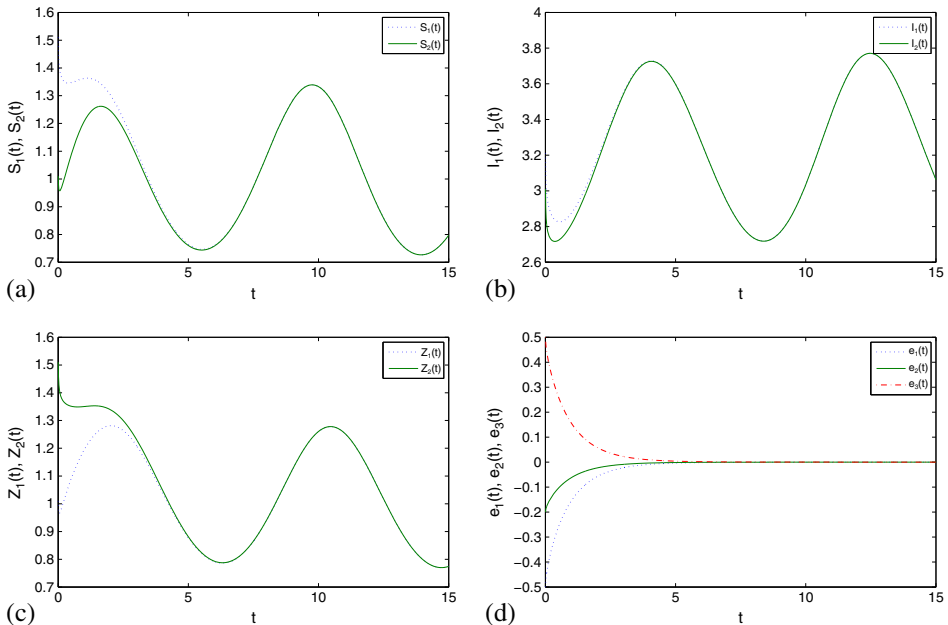 1.6
1.5
1.4
1.3
1.2
1.1
1
0.9
0.8
0.7
0
5
10
15
S₁(t), S₂(t)
t
S₁(t)
S₂(t)
(a)
4
3.8
3.6
3.4
3.2
3
2.8
2.6
0
5
10
15
I₁(t), I₂(t)
t
I₁(t)
I₂(t)
(b)
1.6
1.5
1.4
1.3
1.2
1.1
1
0.9
0.8
0.7
0
5
10
15
Z₁(t), Z₂(t)
t
Z₁(t)
Z₂(t)
(c)
0.5
0.4
0.3
0.2
0.1
0
−0.1
−0.2
−0.3
−0.4
−0.5
0
5
10
15
e₁(t), e₂(t), e₃(t)
t
e₁(t)
e₂(t)
e₃(t)
(d)